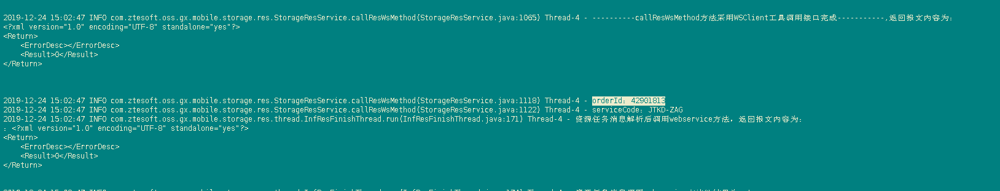 2019-12-24 15:02:47 INFO com.ztesoft.oss.gx.mobile.storage.res.StorageResService.callResWsMethod(StorageResService.java:1065) Thread-4 - -----------callResWsMethod方法采用WSClient工具调用接口完成-----------,返回报文内容为:
<?xml version="1.0" encoding="UTF-8" standalone="yes"?>
<Return>
    <ErrorDesc></ErrorDesc>
    <Result>0</Result>
</Return>
2019-12-24 15:02:47 INFO com.ztesoft.oss.gx.mobile.storage.res.StorageResService.callResWsMethod(StorageResService.java:1118) Thread-4 - orderId：42901813
2019-12-24 15:02:47 INFO com.ztesoft.oss.gx.mobile.storage.res.StorageResService.callResWsMethod(StorageResService.java:1122) Thread-4 - serviceCode：JTKD-ZAG
2019-12-24 15:02:47 INFO com.ztesoft.oss.gx.mobile.storage.res.thread.InfResFinishThread.run(InfResFinishThread.java:171) Thread-4 - 资源任务消息解析后调用webservice方法，返回报文内容为:
：<?xml version="1.0" encoding="UTF-8" standalone="yes"?>
<Return>
    <ErrorDesc></ErrorDesc>
    <Result>0</Result>
</Return>